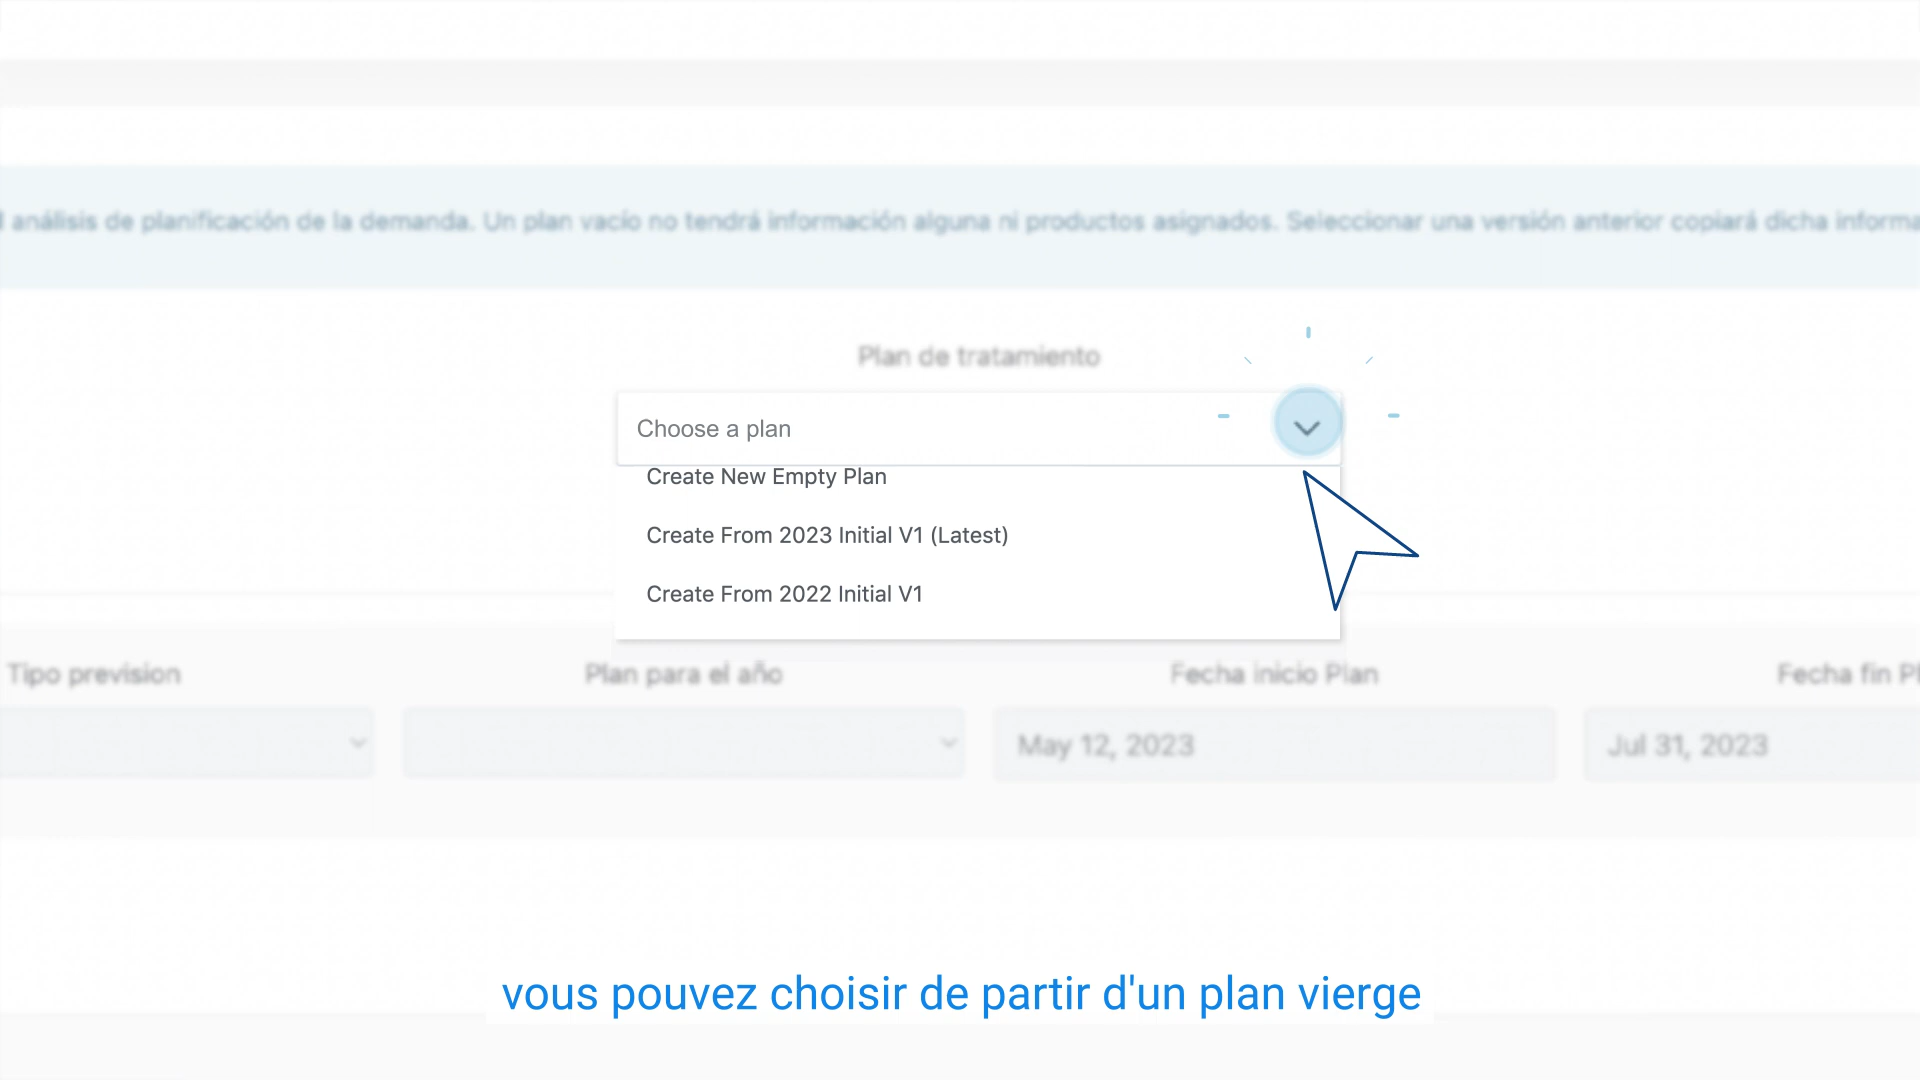 análisis de planificación de la demanda. Un plan vacío no tendrá información alguna ni productos asignados. Seleccionar una versión anterior copiará dicha informa
Plan de tratamiento
Choose a plan
Create New Empty Plan
Create From 2023 Initial V1 (Latest)
Create From 2022 Initial V1
Tipo prevision
Plan para el año
Fecha inicio Plan
Fecha fin Pl
May 12, 2023
Jul 31, 2023
vous pouvez choisir de partir d'un plan vierge